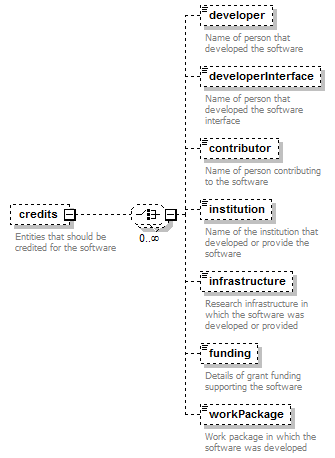 developer
Name of person that
developed the software
developerInterface
Name of person that
developed the software
interface
contributor
Name of person contributing
to the software
credits
Entities that should be
credited for the software
0..∞
institution
Name of the institution that
developed or provide the
software
infrastructure
Research infrastructure in
which the software was
developed or provided
funding
Details of grant funding
supporting the software
workPackage
Work package in which the
software was developed